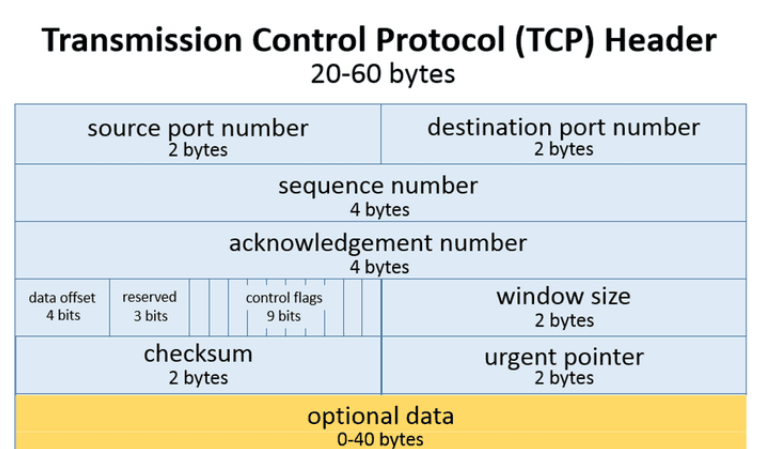 Transmission Control Protocol (TCP) Header
20-60 bytes
source port number
2 bytes
destination port number
2 bytes
sequence number
4 bytes
acknowledgement number
4 bytes
data offset
4 bits
reserved
3 bits
control flags
9 bits
window size
2 bytes
checksum
2 bytes
urgent pointer
2 bytes
optional data
0-40 bytes